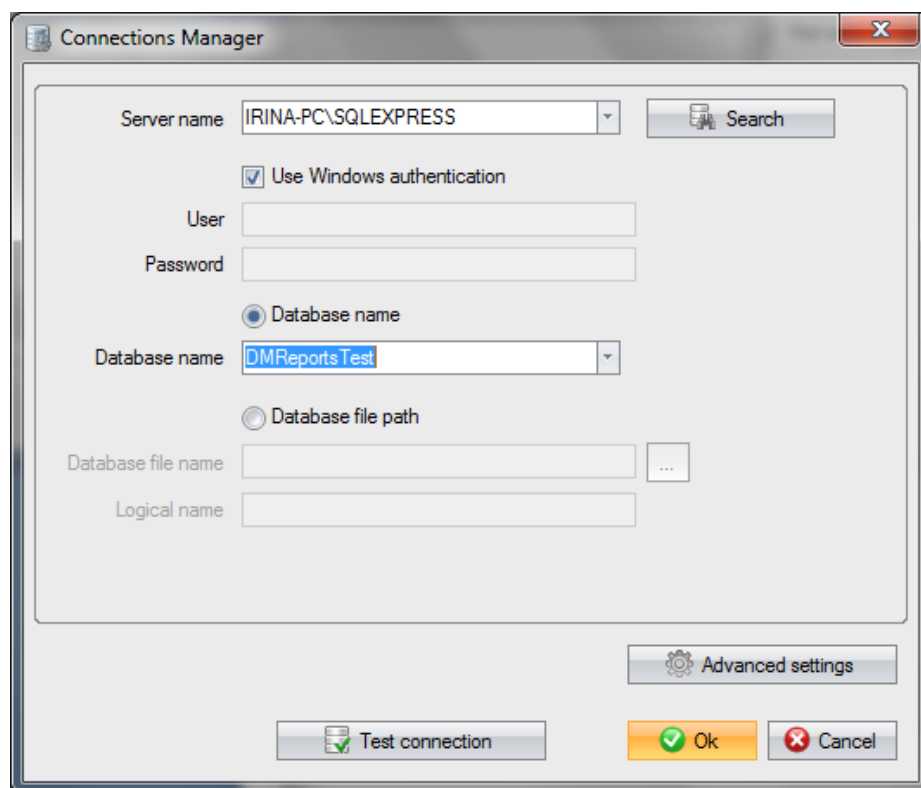 Connections Manager
Server name IRINA-PC\SQLEXPRESS Search
Use Windows authentication
User
Password
Database name
Database name DMReportsTest
Database file path
Database file name ...
Logical name
Advanced settings
Test connection Ok Cancel